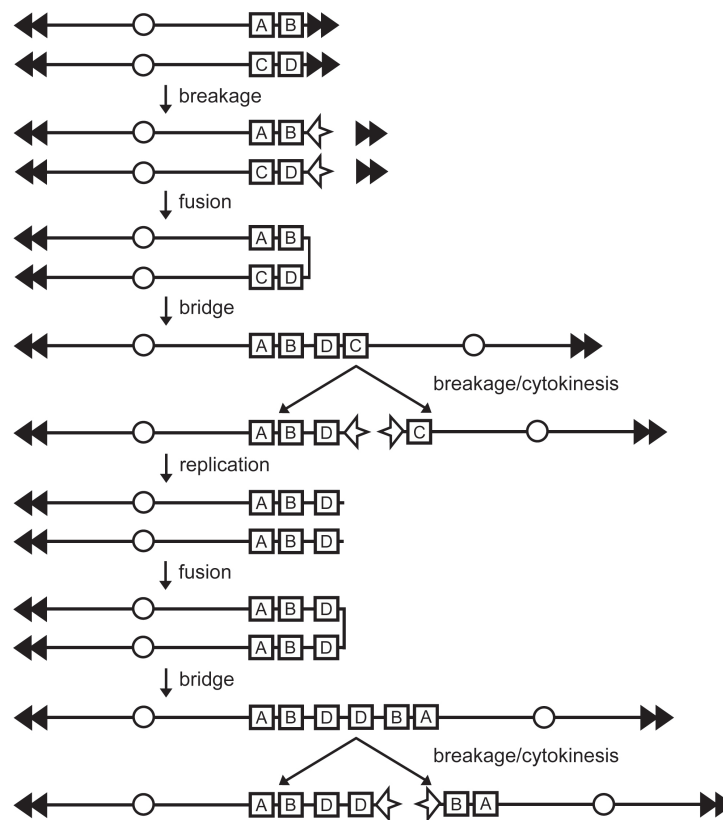 A B
C D
breakage
A B
C D
fusion
A B
C D
bridge
A B D C
breakage/cytokinesis
A B D C
replication
A B D
A B D
fusion
A B D
A B D
bridge
A B D D B A
breakage/cytokinesis
A B D D B A